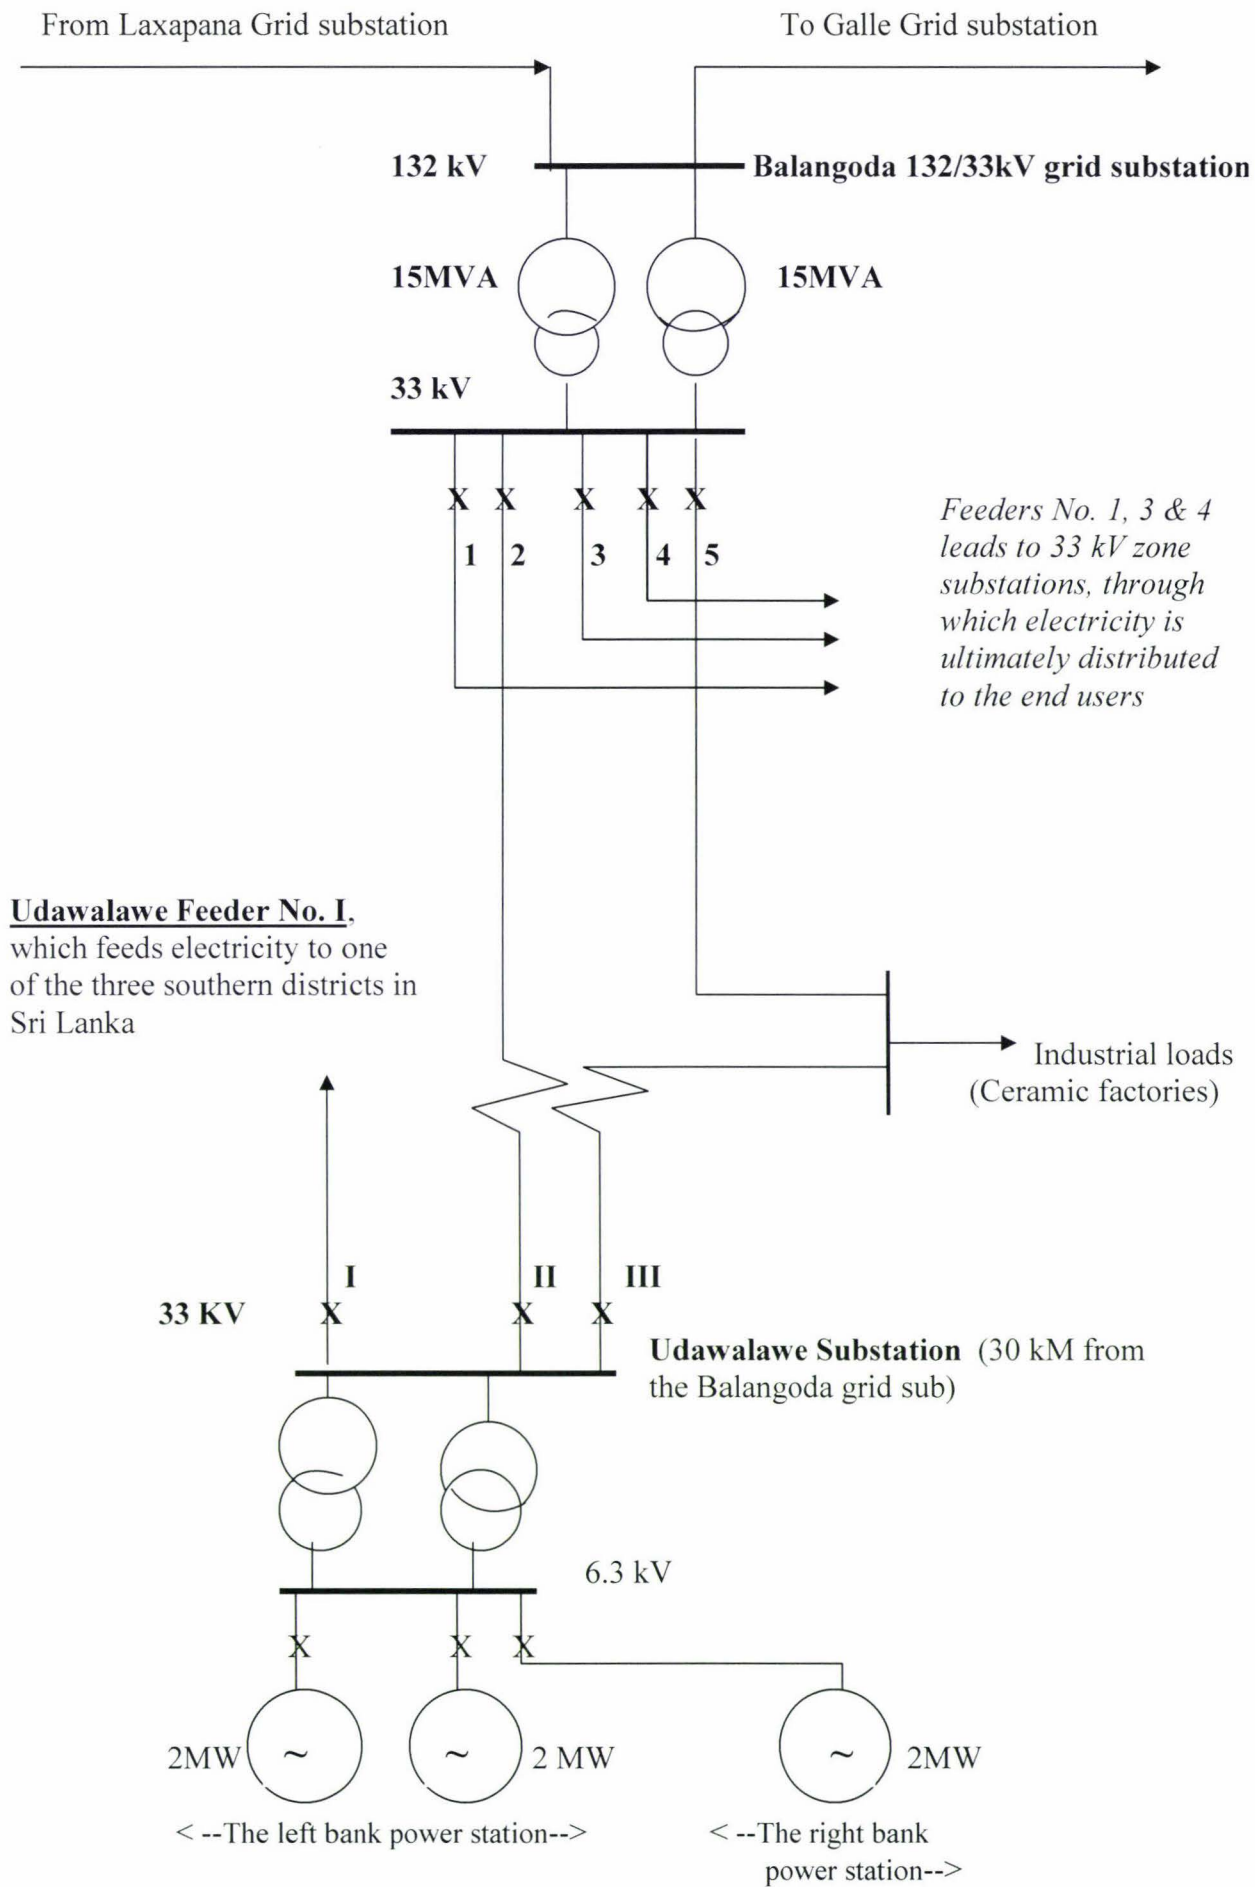 From Laxapana Grid substation
To Galle Grid substation
132 kV
Balangoda 132/33kV grid substation
15MVA
15MVA
33 kV
X X X X X
1 2 3 4 5
Feeders No. 1, 3 & 4
leads to 33 kV zone
substations, through
which electricity is
ultimately distributed
to the end users
Udawalawe Feeder No. I,
which feeds electricity to one
of the three southern districts in
Sri Lanka
Industrial loads
(Ceramic factories)
I II III
33 KV
X X X
Udawalawe Substation (30 kM from
the Balangoda grid sub)
6.3 kV
X X X
2MW ~ ~ 2 MW ~ 2MW
< --The left bank power station-->
< --The right bank
power station-->